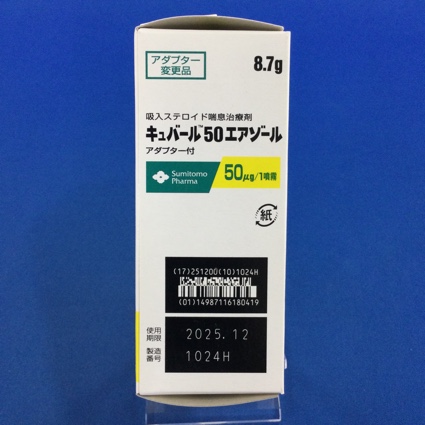 アダプター
変更品
8.7g
吸入ステロイド喘息治療剤
キュバール™50エアゾール
アダプター付
Sumitomo
Pharma
50μg/1噴霧
紙
(17)251200(10)1024H
(01)14987116180419
使用
期限
2025.12
製造
番号
1024H